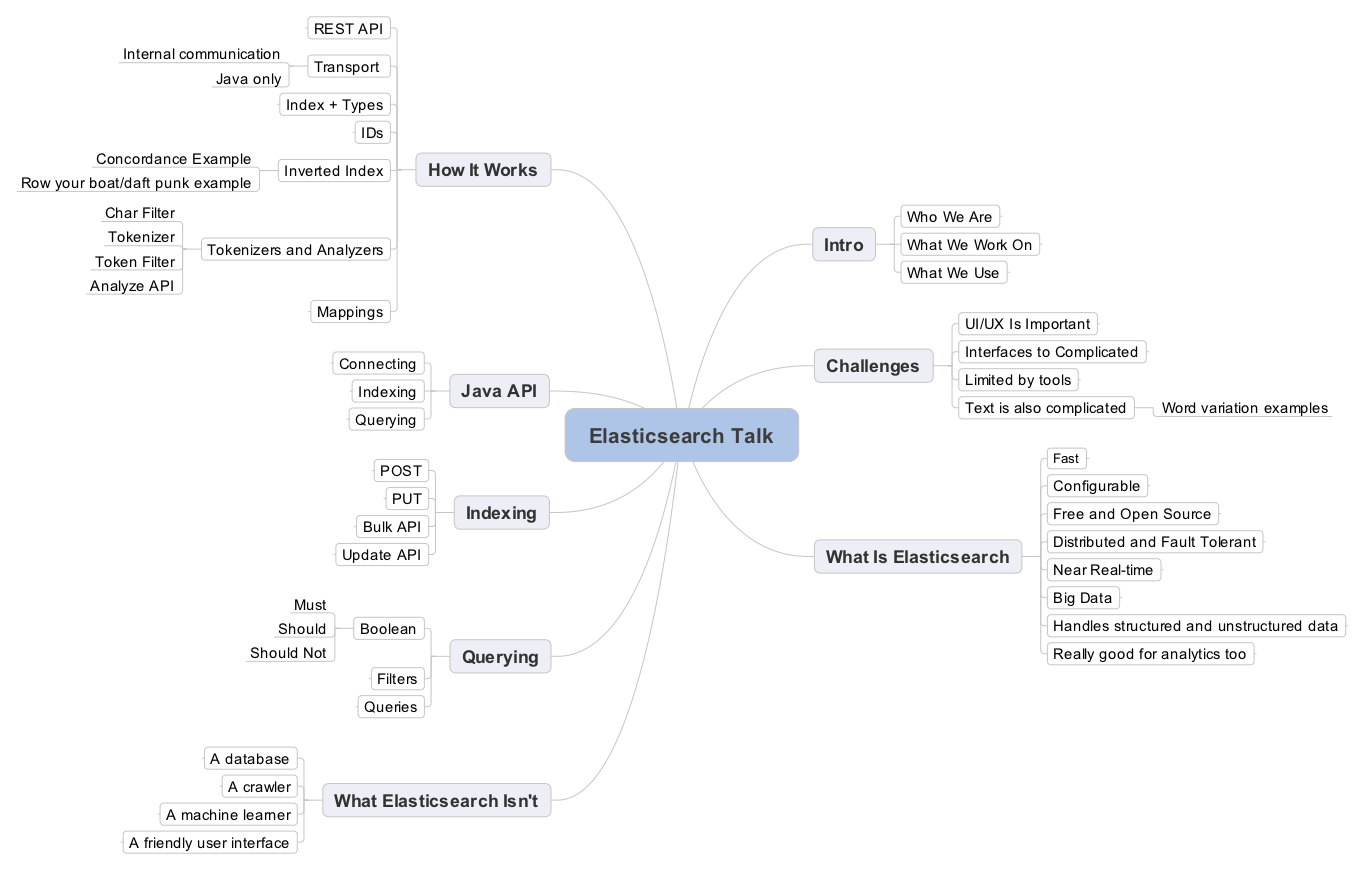 Elasticsearch Talk
Intro
Who We Are
What We Work On
What We Use
Challenges
UI/UX Is Important
Interfaces to Complicated
Limited by tools
Text is also complicated
Word variation examples
What Is Elasticsearch
Fast
Configurable
Free and Open Source
Distributed and Fault Tolerant
Near Real-time
Big Data
Handles structured and unstructured data
Really good for analytics too
How It Works
REST API
Transport
Internal communication
Java only
Index + Types
IDs
Inverted Index
Concordance Example
Row your boat/daft punk example
Tokenizers and Analyzers
Char Filter
Tokenizer
Token Filter
Analyze API
Mappings
Java API
Connecting
Indexing
Querying
Indexing
POST
PUT
Bulk API
Update API
Querying
Boolean
Must
Should
Should Not
Filters
Queries
What Elasticsearch Isn't
A database
A crawler
A machine learner
A friendly user interface